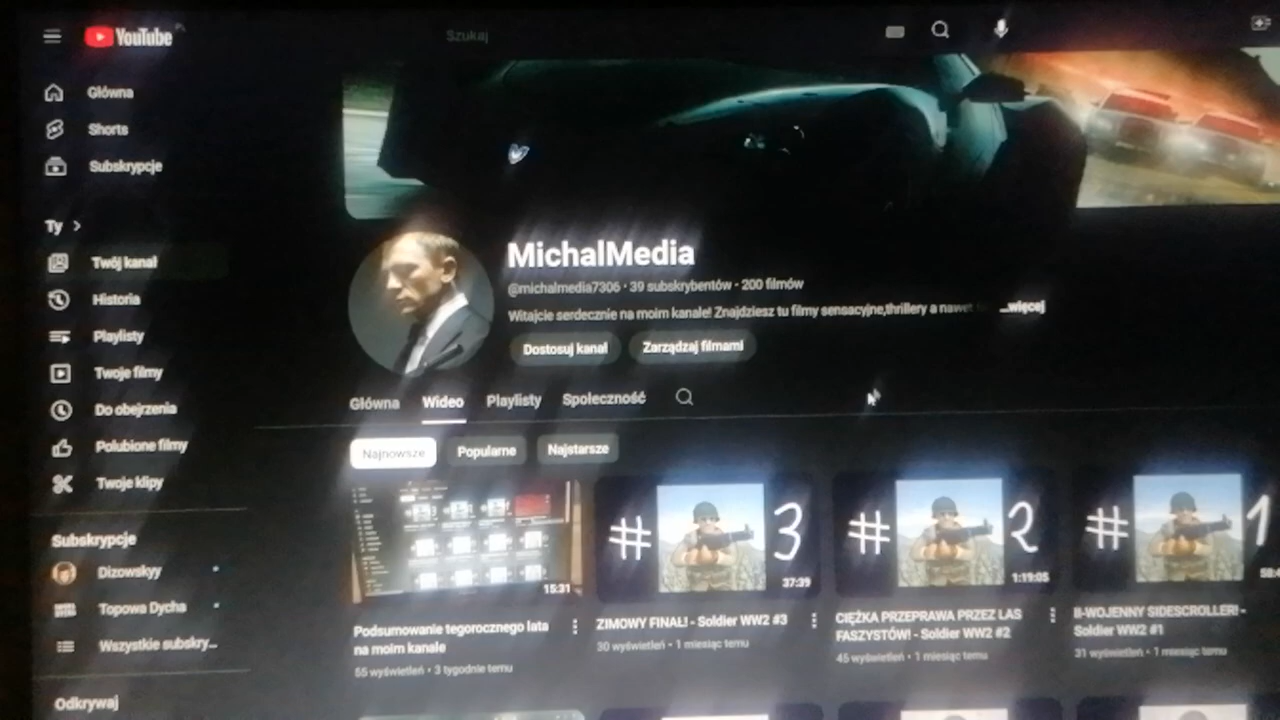 YouTube
Szukaj
Główna
Shorts
Subskrypcje
Ty
Twój kanał
Historia
Playlisty
Twoje filmy
Do obejrzenia
Polubione filmy
Twoje klipy
Subskrypcje
Dizowskyy
Topowa Dycha
Wszystkie subskry...
Odkrywaj
MichalMedia
@michalmedia7306 • 39 subskrybentów • 200 filmów
Witajcie serdecznie na moim kanale! Znajdziesz tu filmy sensacyjne,thrillery a nawet ...więcej
Dostosuj kanał Zarządzaj filmami
Główna Wideo Playlisty Społeczność
Najnowsze Popularne Najstarsze
15:31
Podsumowanie tegorocznego lata
na moim kanale
55 wyświetleń • 3 tygodnie temu
# 3
37:39
ZIMOWY FINAŁ! - Soldier WW2 #3
30 wyświetleń • 1 miesiąc temu
# 2
1:19:05
CIĘŻKA PRZEPRAWA PRZEZ LAS
FASZYSTÓW! - Soldier WW2 #2
45 wyświetleń • 1 miesiąc temu
# 1
II-WOJENNY SIDESCROLLER! -
Soldier WW2 #1
31 wyświetleń • 1 miesiąc temu